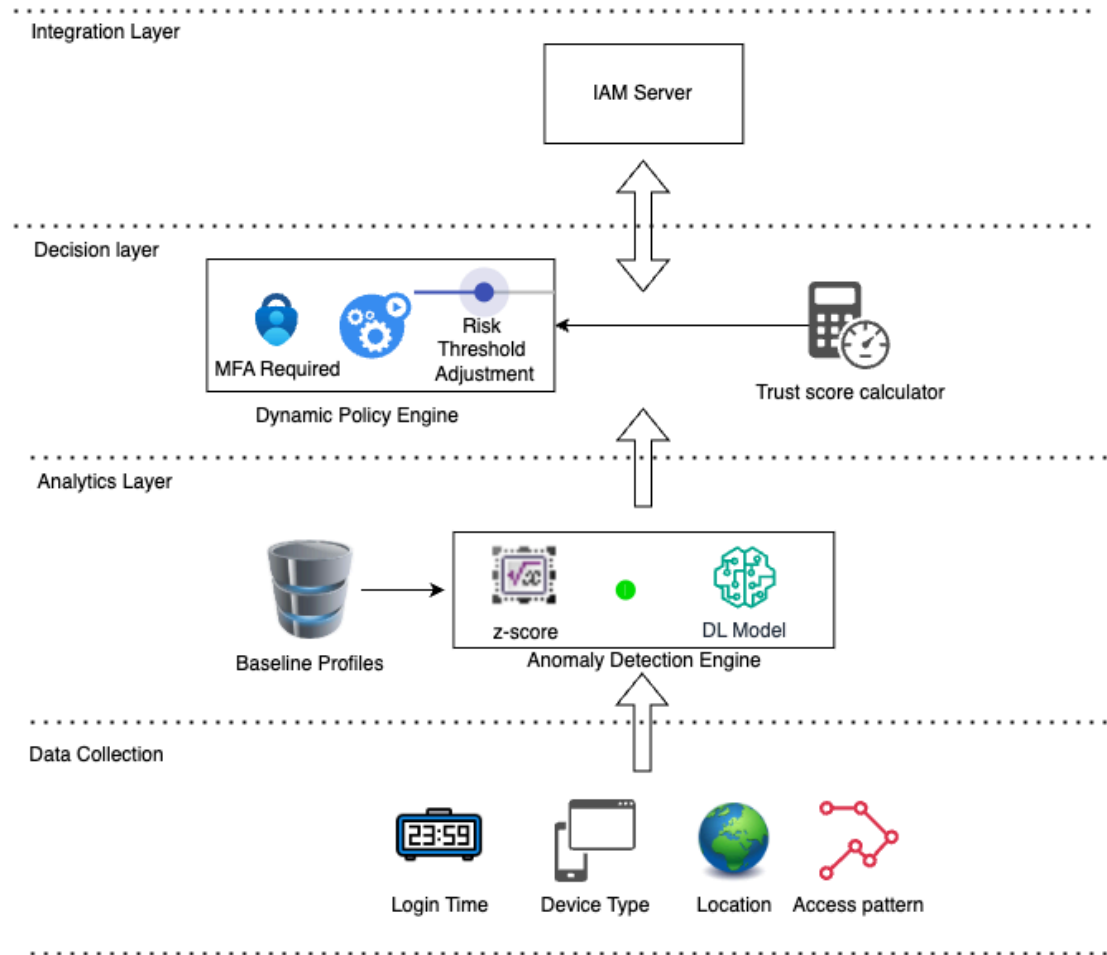 Integration Layer
IAM Server
Decision layer
MFA Required
Risk
Threshold
Adjustment
Dynamic Policy Engine
Trust score calculator
Analytics Layer
√x
z-score
DL Model
Baseline Profiles
Anomaly Detection Engine
Data Collection
23:59
Login Time
Device Type
Location
Access pattern